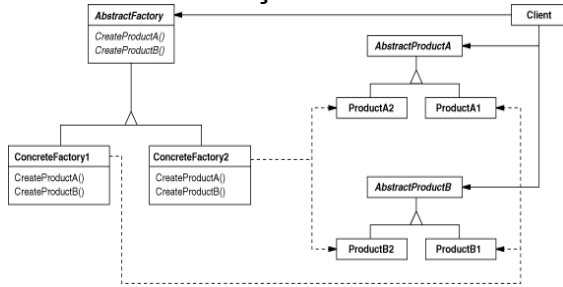 AbstractFactory
CreateProductA()
CreateProductB()
Client
AbstractProductA
ProductA2
ProductA1
ConcreteFactory1
CreateProductA()
CreateProductB()
ConcreteFactory2
CreateProductA()
CreateProductB()
AbstractProductB
ProductB2
ProductB1